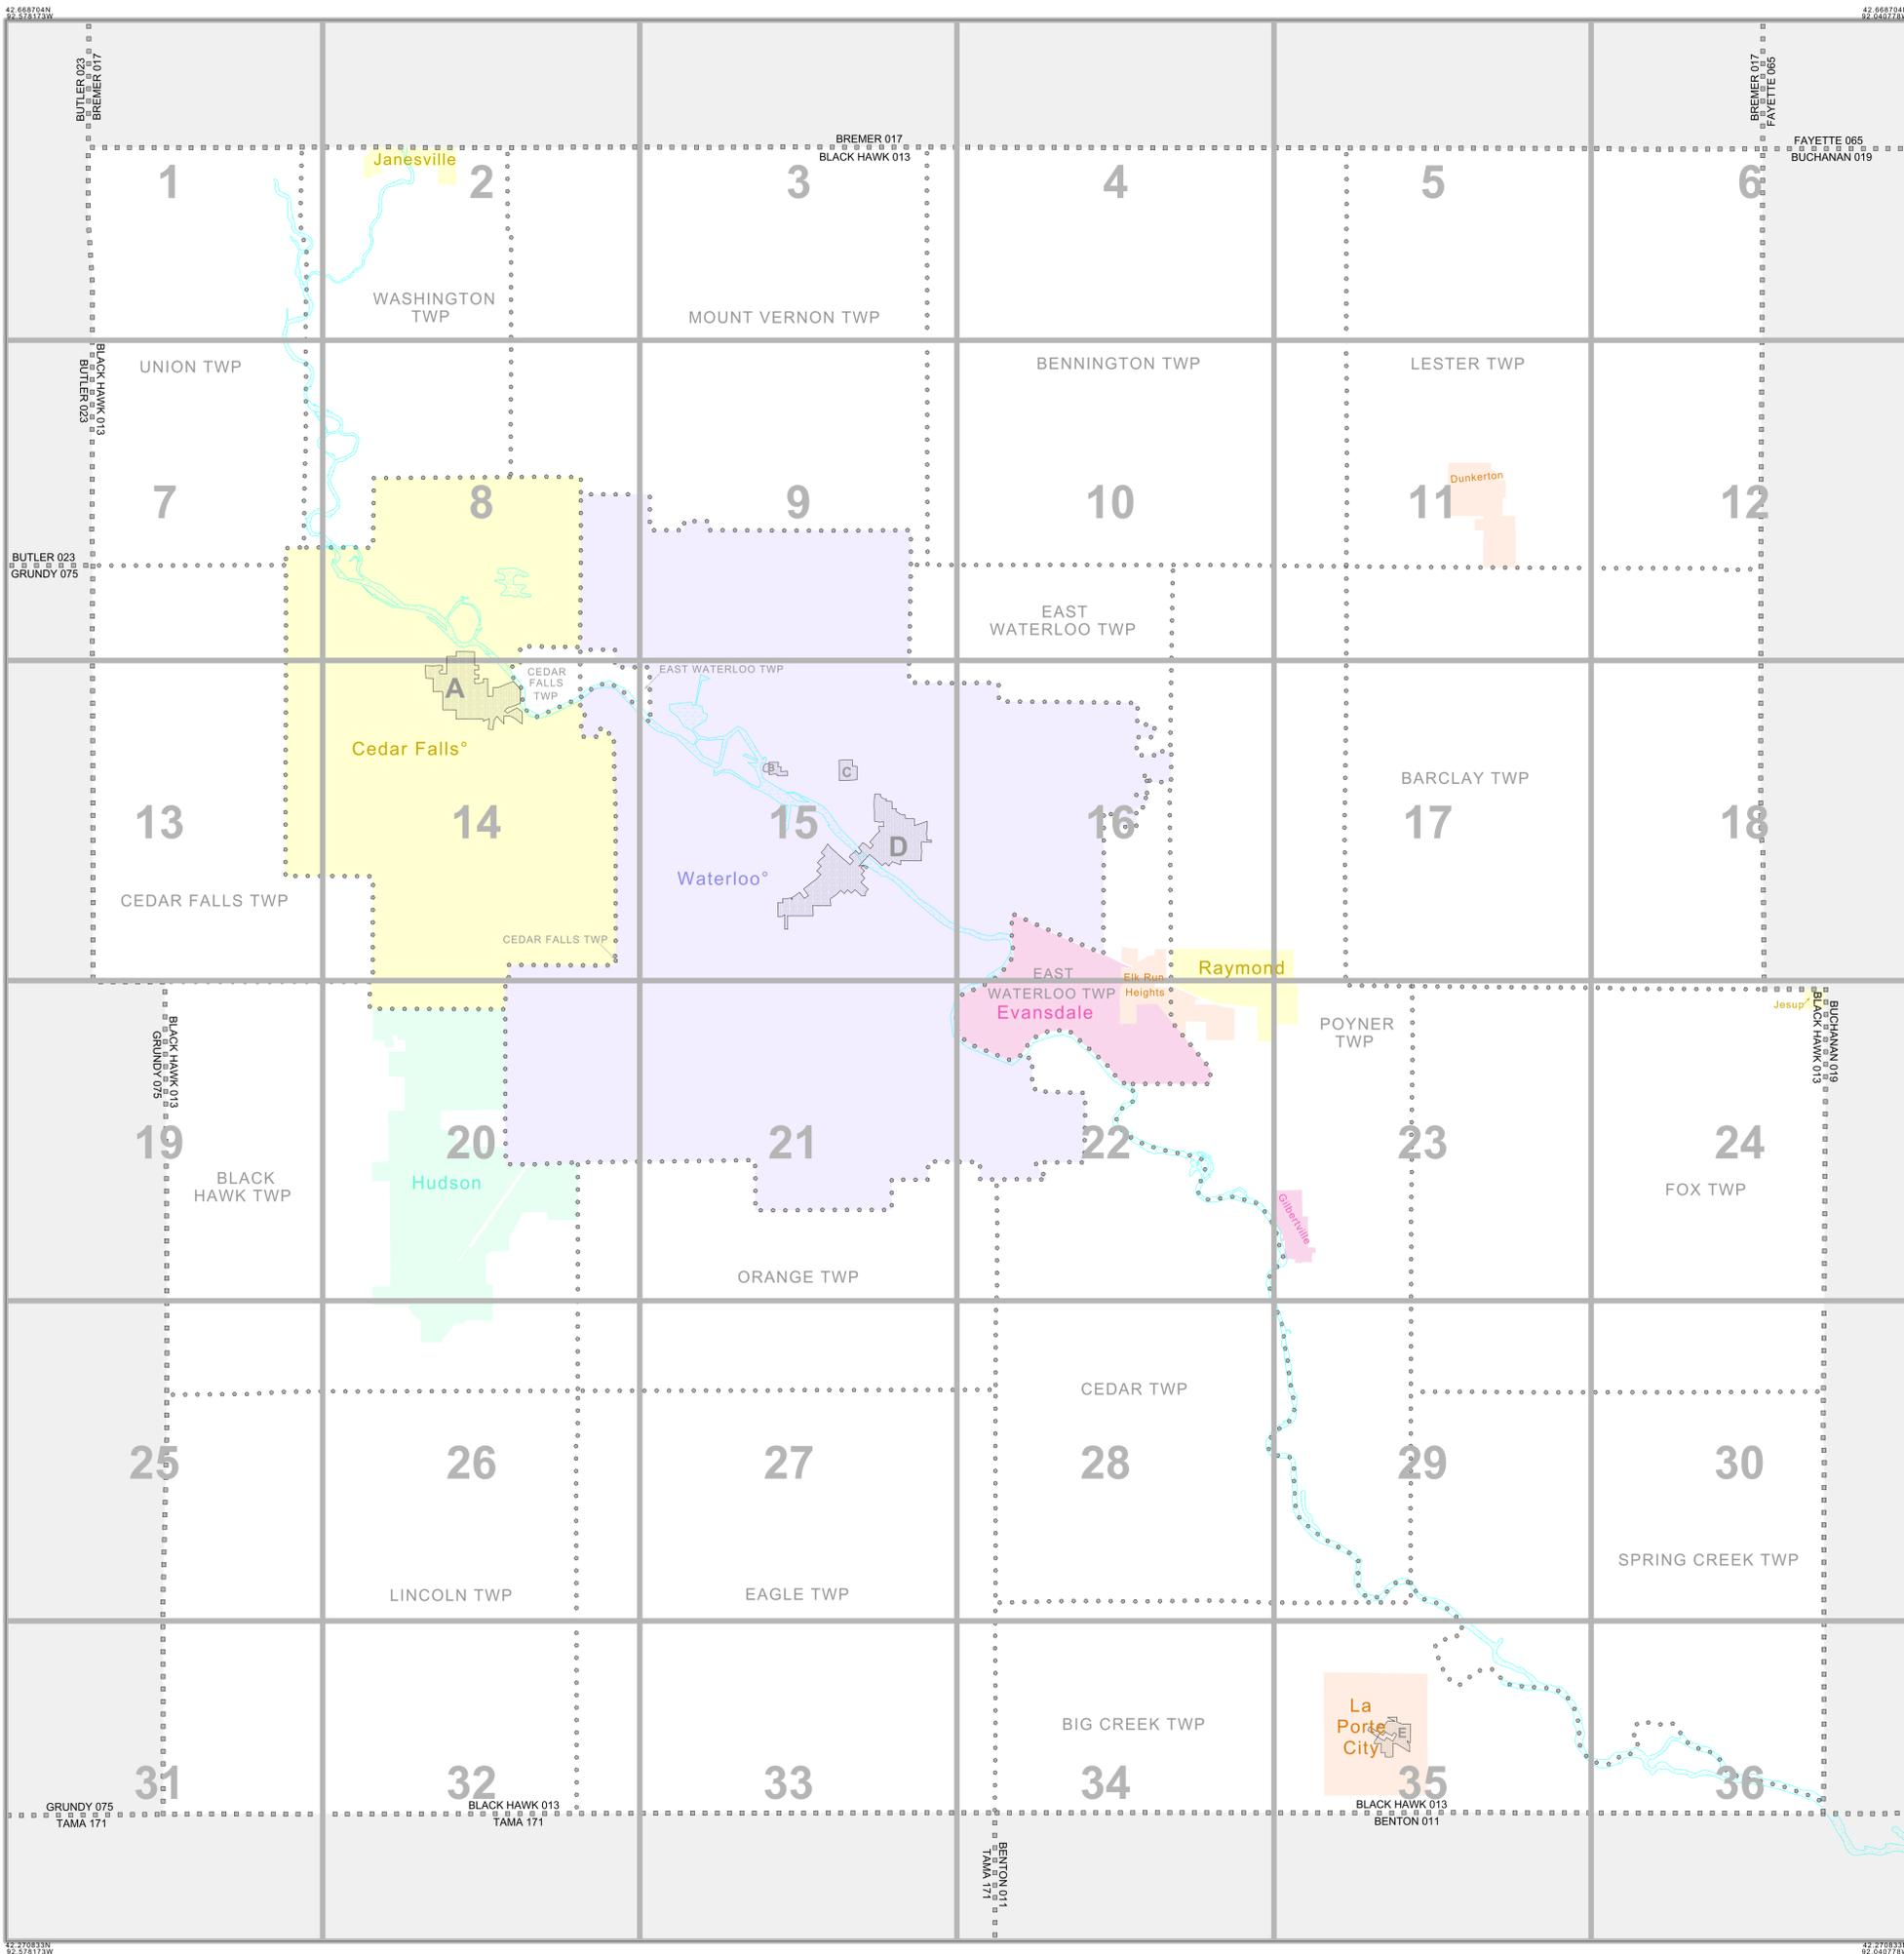 42.668704N
92.578173W
42.668704N
92.040778W
BUTLER 023
BREMER 017
BREMER 017
FAYETTE 065
BREMER 017
BLACK HAWK 013
FAYETTE 065
BUCHANAN 019
Janesville
1
2
3
4
5
6
WASHINGTON
TWP
MOUNT VERNON TWP
BLACK HAWK 013
BUTLER 023
UNION TWP
BENNINGTON TWP
LESTER TWP
Dunkerton
7
8
9
10
11
12
BUTLER 023
GRUNDY 075
EAST
WATERLOO TWP
CEDAR
FALLS
TWP
EAST WATERLOO TWP
A
Cedar Falls°
B
C
BARCLAY TWP
13
14
15
16
17
18
D
Waterloo°
CEDAR FALLS TWP
CEDAR FALLS TWP
Raymond
EAST
WATERLOO TWP
Elk Run
Heights
Evansdale
Jesup
POYNER
TWP
BLACK HAWK 013
GRUNDY 075
BUCHANAN 019
BLACK HAWK 013
19
20
21
22
23
24
BLACK
HAWK TWP
Hudson
FOX TWP
Gilbertville
ORANGE TWP
CEDAR TWP
25
26
27
28
29
30
SPRING CREEK TWP
LINCOLN TWP
EAGLE TWP
La
Porte
City
E
BIG CREEK TWP
31
32
33
34
35
36
GRUNDY 075
TAMA 171
BLACK HAWK 013
TAMA 171
BLACK HAWK 013
BENTON 011
BENTON 011
TAMA 171
42.270833N
92.578173W
42.270833N
92.040778W